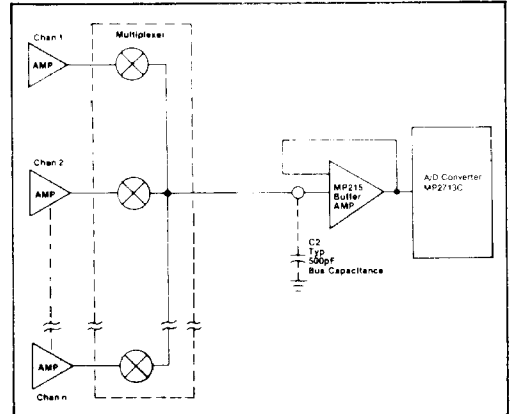 Chan 1
Multiplexer
AMP
Chan 2
AMP
MP215
Buffer
AMP
A/D Converter
MP2713C
C2
Typ
500pf
Bus Capacitance
AMP
Chan n